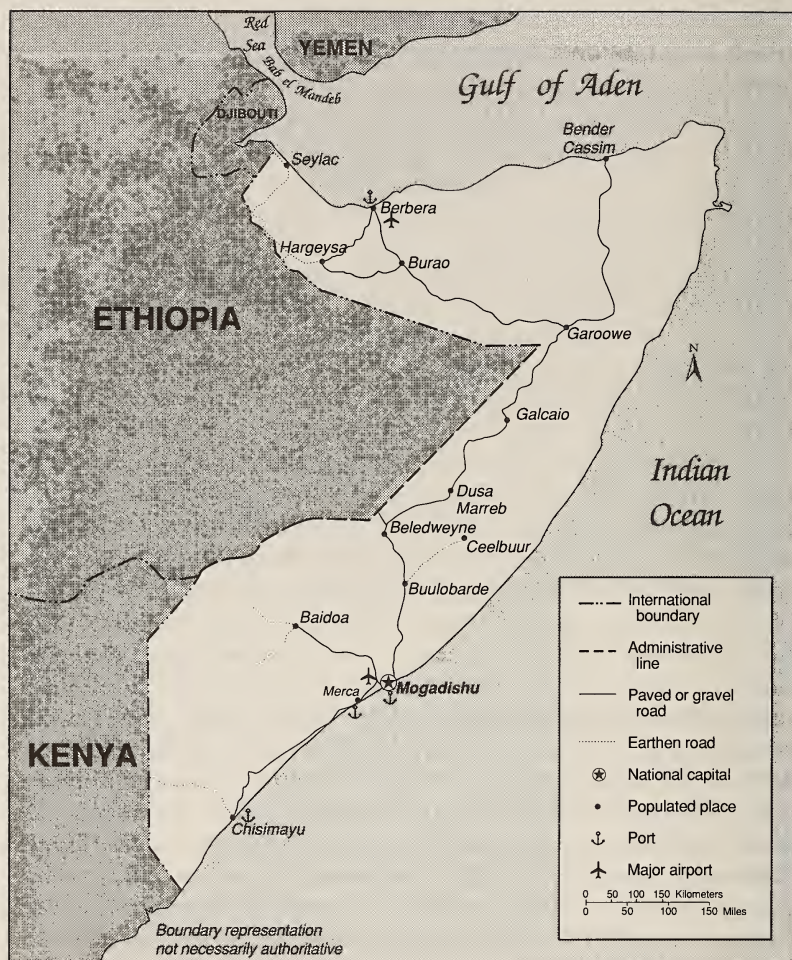 Red
Sea
YEMEN
Bab el Mandeb
Gulf of Aden
DJIBOUTI
Bender
Cassim
Seylac
Berbera
Hargeysa
Burao
ETHIOPIA
Garoowe
N
Galcaio
Indian
Ocean
Dusa
Marreb
Beledweyne
Ceelbuur
Buulobarde
Baidoa
Merca
Mogadishu
KENYA
Chisimayu
International
boundary
Administrative
line
Paved or gravel
road
Earthen road
National capital
Populated place
Port
Major airport
0 50 100 150 Kilometers
0 50 100 150 Miles
Boundary representation
not necessarily authoritative